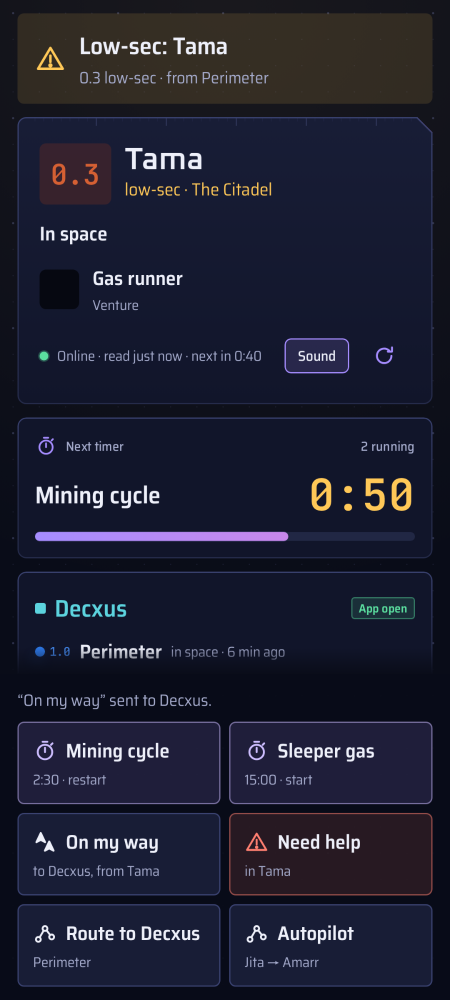 Low-sec: Tama
0.3 low-sec · from Perimeter
0.3
Tama
low-sec · The Citadel
In space
Gas runner
Venture
Online · read just now · next in 0:40
Sound
Next timer
2 running
Mining cycle
0:50
Decxus
App open
1.0 Perimeter in space · 6 min ago
“On my way” sent to Decxus.
Mining cycle
2:30 · restart
Sleeper gas
15:00 · start
On my way
to Decxus, from Tama
Need help
in Tama
Route to Decxus
Perimeter
Autopilot
Jita → Amarr